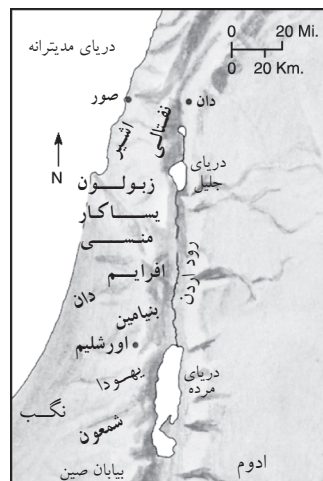 دریای مدیترانه
0 20 Mi.
0 20 Km.
صور
دان
اشیر
نفتالی
N
دریای
جلیل
زبولون
یساکار
منسی
رود اردن
افرایم
دان
بنیامین
اورشلیم
دریای
مرده
یهودا
نگب
شمعون
ادوم
بیابان صین